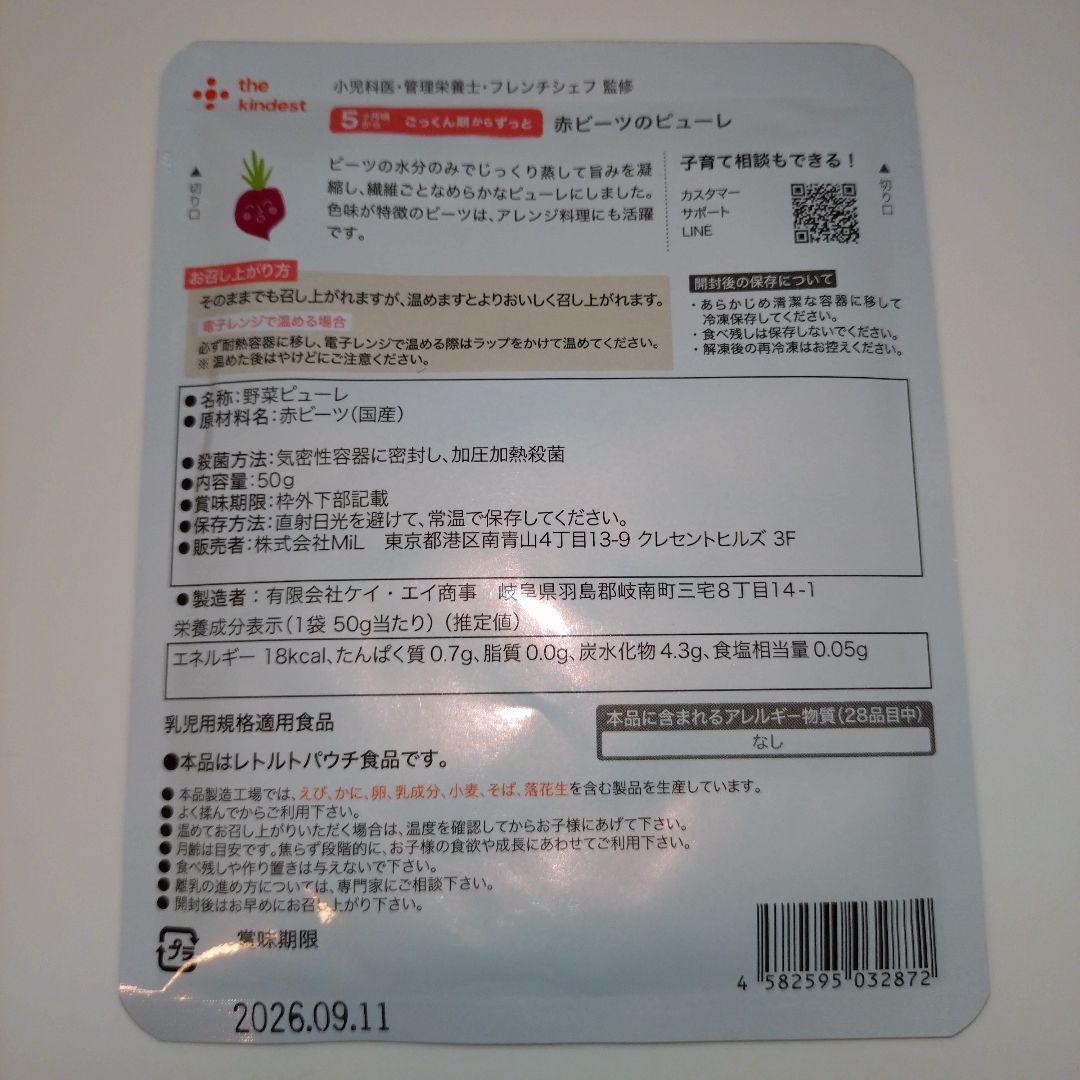 the
kindest
小児科医・管理栄養士・フレンチシェフ 監修
5ヶ月頃から ごっくん期からずっと 赤ビーツのピューレ
ビーツの水分のみでじっくり蒸して旨みを凝
縮し、繊維ごとなめらかなピューレにしました。
色味が特徴のビーツは、アレンジ料理にも活躍
です。
子育て相談もできる！
カスタマー
サポート
LINE
▲切り口
▲切り口
お召し上がり方
そのままでも召し上がれますが、温めますとよりおいしく召し上がれます。
電子レンジで温める場合
必ず耐熱容器に移し、電子レンジで温める際はラップをかけて温めてください。
※温めた後はやけどにご注意ください。
開封後の保存について
・あらかじめ清潔な容器に移して
冷凍保存してください。
・食べ残しは保存しないでください。
・解凍後の再冷凍はお控えください。
●名称：野菜ピューレ
●原材料名：赤ビーツ（国産）
●殺菌方法：気密性容器に密封し、加圧加熱殺菌
●内容量：50g
●賞味期限：枠外下部記載
●保存方法：直射日光を避けて、常温で保存してください。
●販売者：株式会社MiL 東京都港区南青山4丁目13-9 クレセントヒルズ 3F
●製造者：有限会社ケイ・エイ商事 岐阜県羽島郡岐南町三宅8丁目14-1
栄養成分表示（1袋 50g当たり）（推定値）
エネルギー 18kcal、たんぱく質 0.7g、脂質 0.0g、炭水化物 4.3g、食塩相当量 0.05g
乳児用規格適用食品
●本品はレトルトパウチ食品です。
本品に含まれるアレルギー物質（28品目中）
なし
●本品製造工場では、えび、かに、卵、乳成分、小麦、そば、落花生を含む製品を生産しています。
●よく揉んでからご利用下さい。
●温めてお召し上がりいただく場合は、温度を確認してからお子様にあげて下さい。
●月齢は目安です。焦らず段階的に、お子様の食欲や成長にあわせてご利用下さい。
●食べ残しや作り置きは与えないで下さい。
●離乳の進め方については、専門家にご相談下さい。
●開封後はお早めにお召し上がり下さい。
プラ
賞味期限
2026.09.11
4 582595 032872